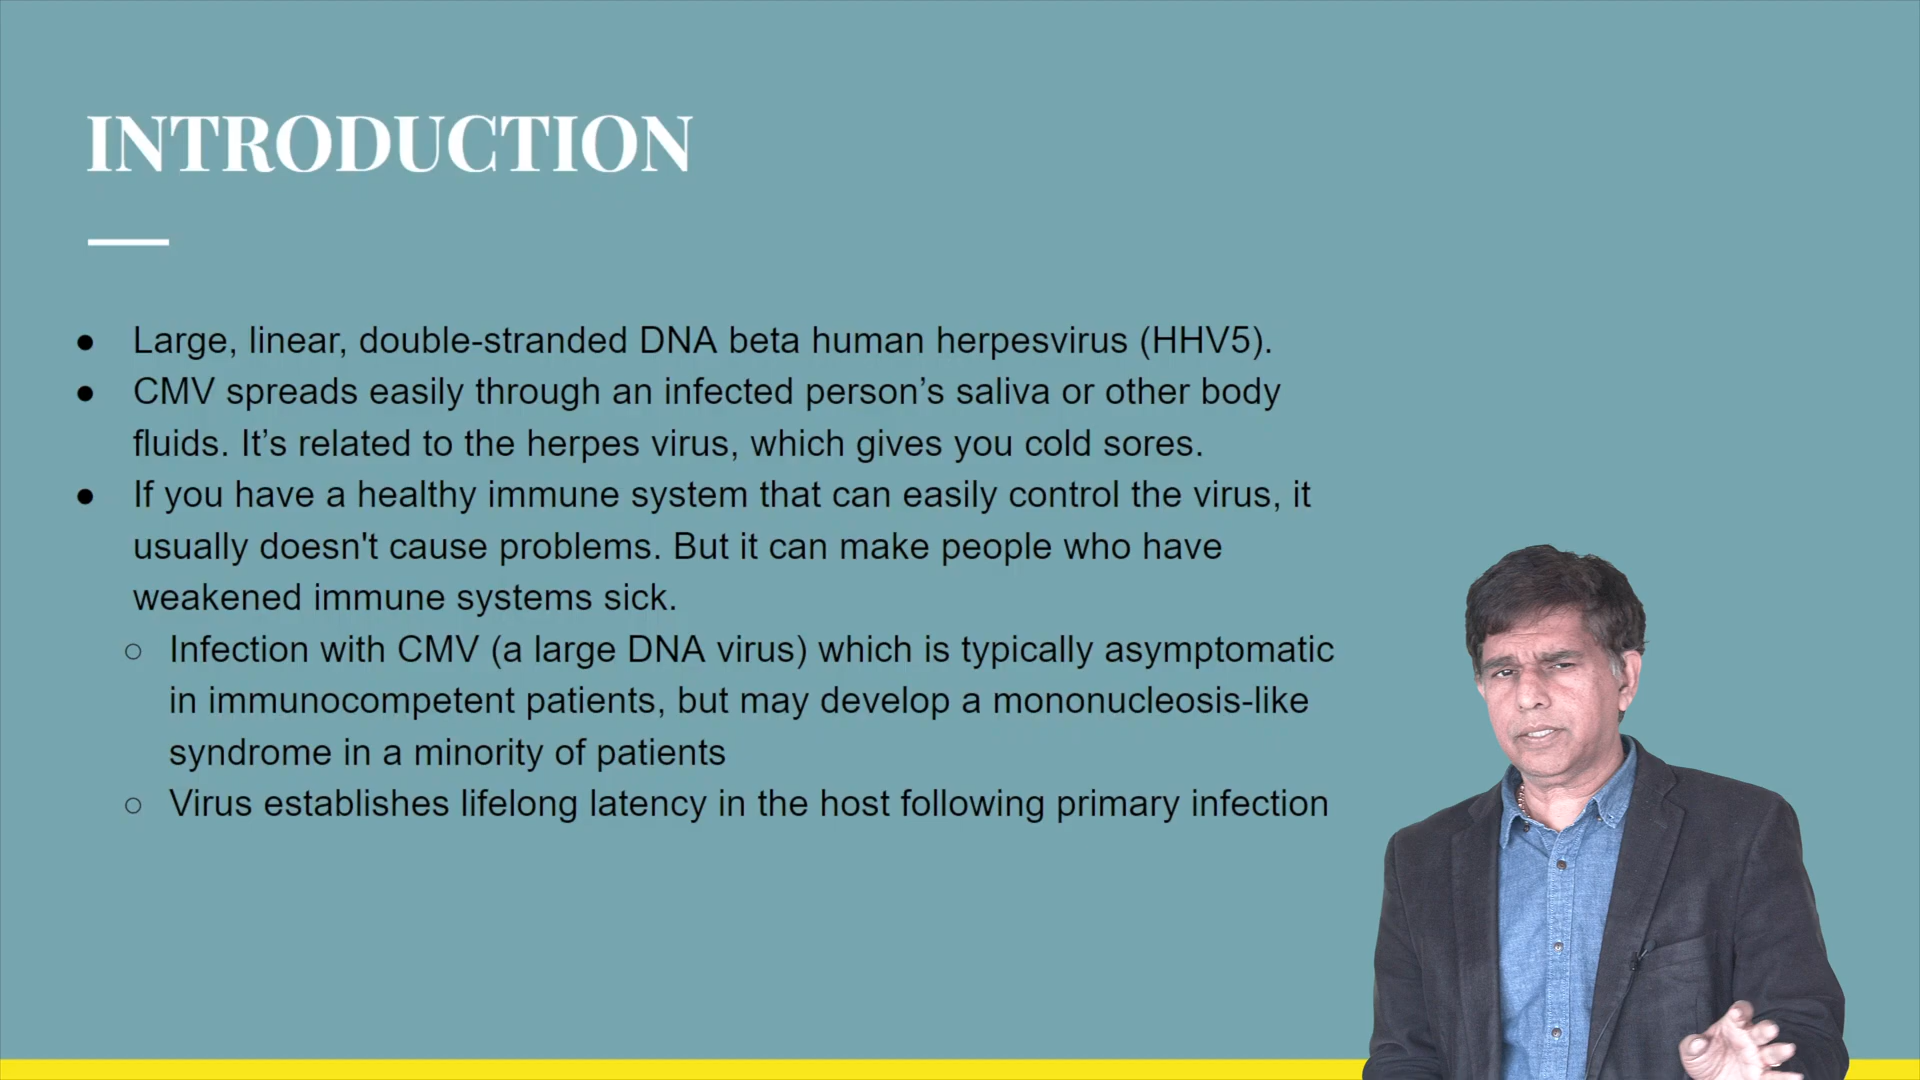 INTRODUCTION
● Large, linear, double-stranded DNA beta human herpesvirus (HHV5).
● CMV spreads easily through an infected person’s saliva or other body
fluids. It’s related to the herpes virus, which gives you cold sores.
● If you have a healthy immune system that can easily control the virus, it
usually doesn't cause problems. But it can make people who have
weakened immune systems sick.
○ Infection with CMV (a large DNA virus) which is typically asymptomatic
in immunocompetent patients, but may develop a mononucleosis-like
syndrome in a minority of patients
○ Virus establishes lifelong latency in the host following primary infection